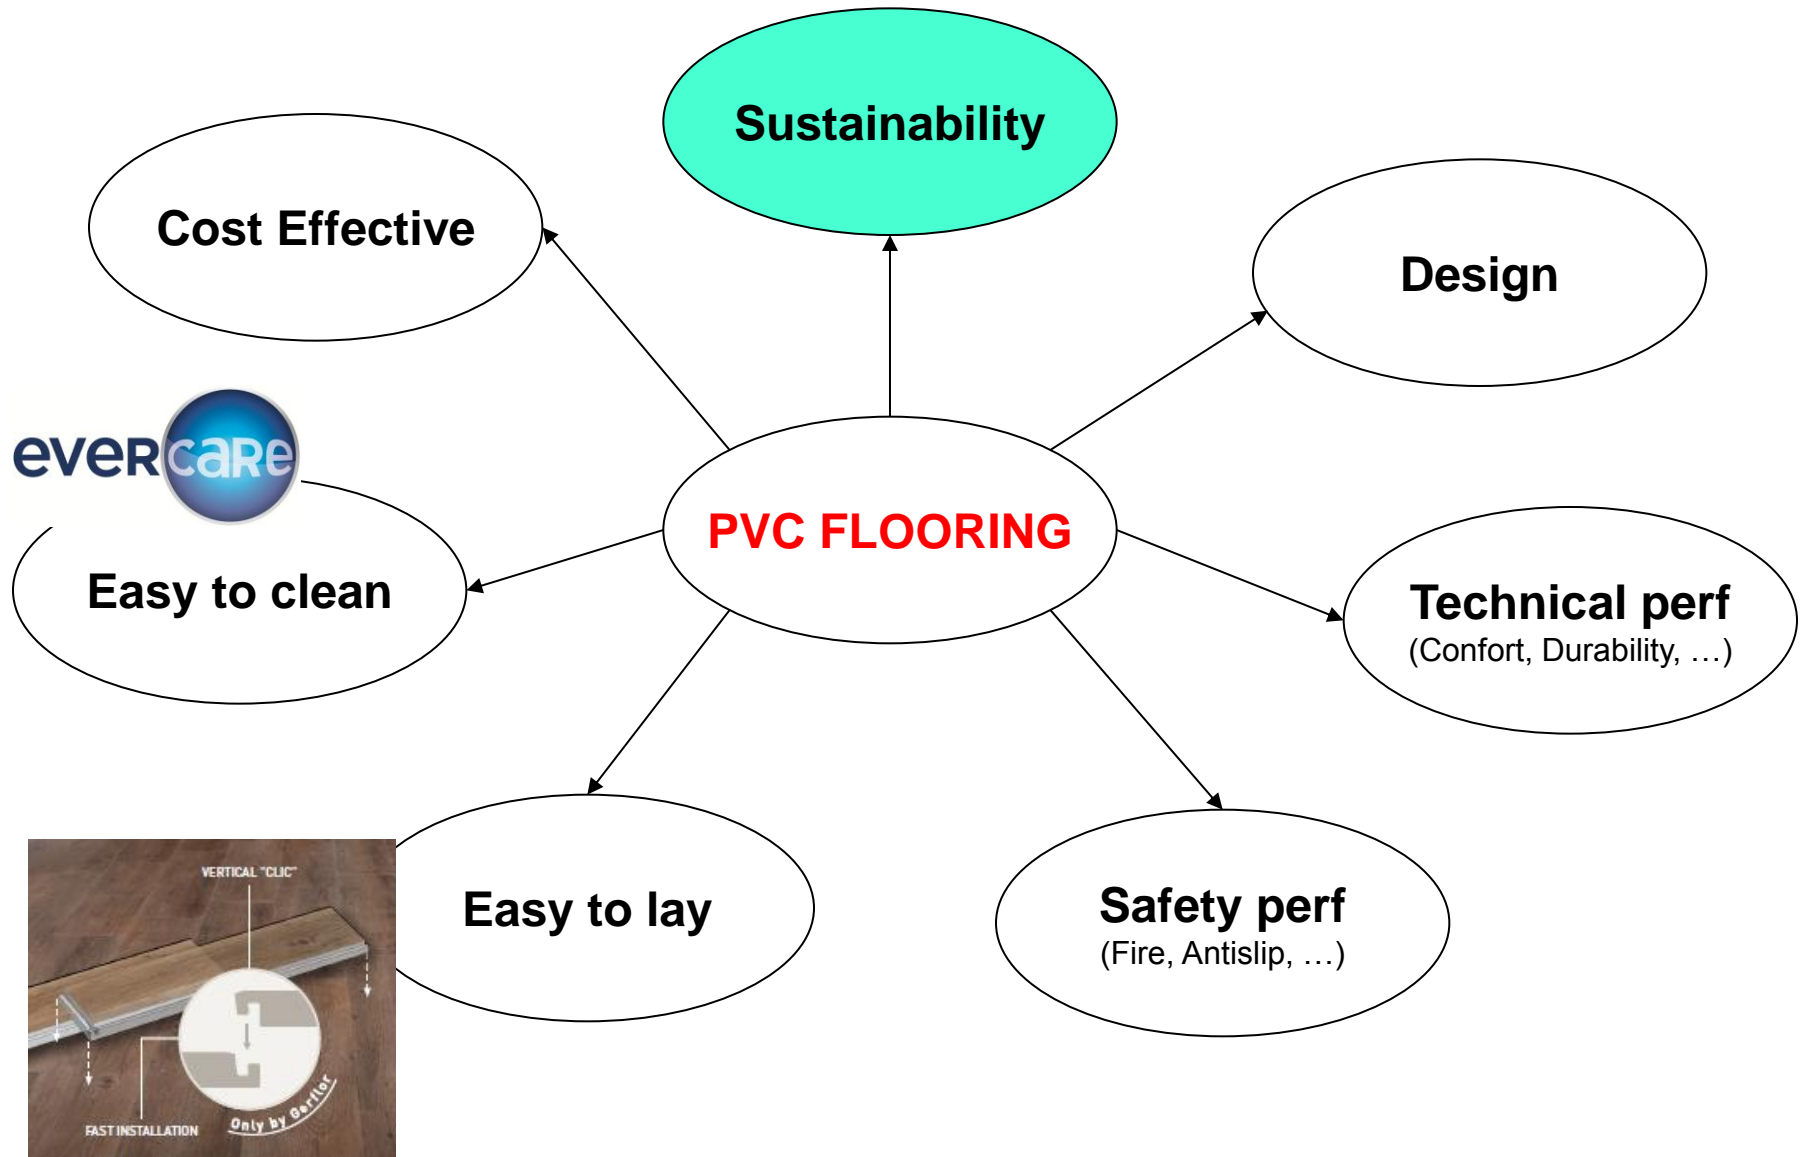 Sustainability
Cost Effective
Design
evercare
PVC FLOORING
Easy to clean
Technical perf
(Confort, Durability, …)
Easy to lay
Safety perf
(Fire, Antislip, …)
VERTICAL "CLIC"
Only by Gerflor
FAST INSTALLATION